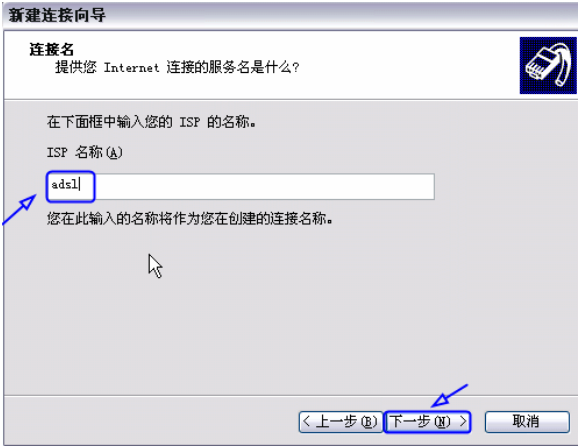 新建连接向导
连接名
提供您 Internet 连接的服务名是什么?
在下面框中输入您的 ISP 的名称。
ISP 名称(A)
adsl
您在此输入的名称将作为您在创建的连接名称。
< 上一步(B) 下一步(N) > 取消